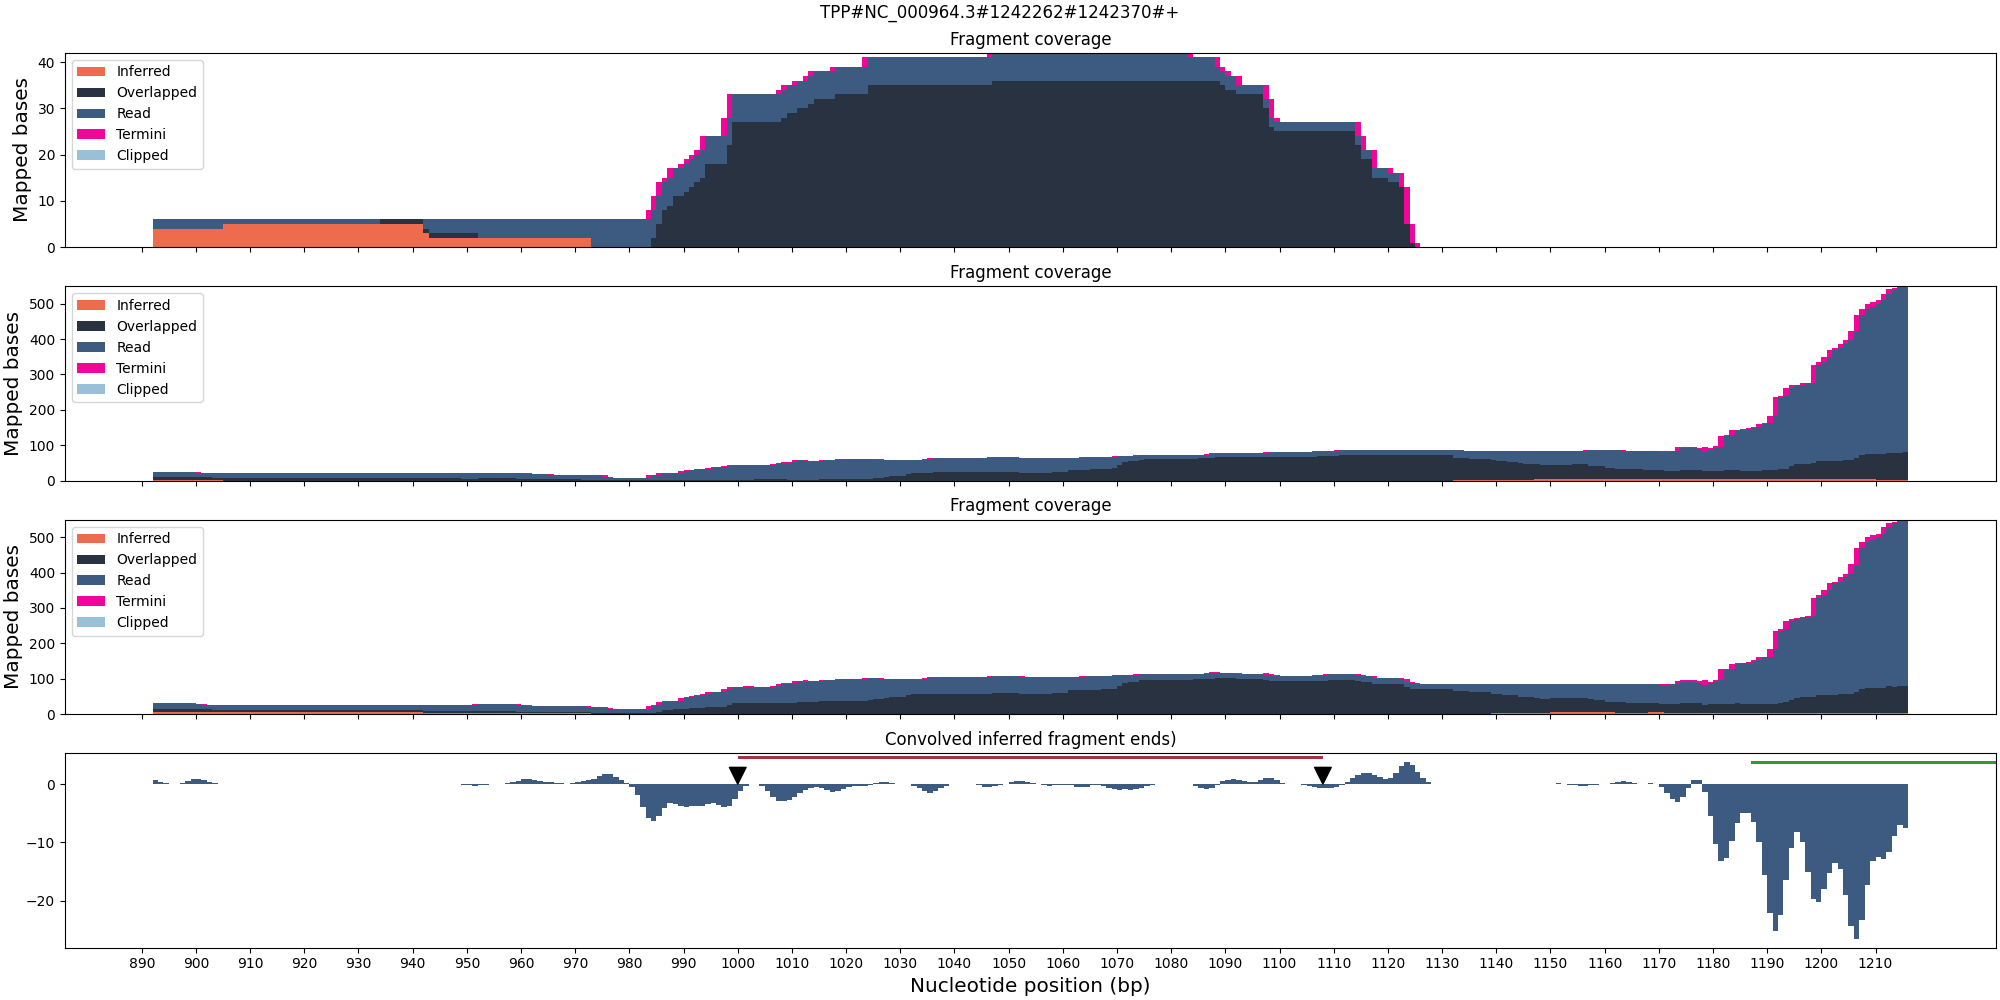 TPP#NC_000964.3#1242262#1242370#+
Fragment coverage
Mapped bases
40
30
20
10
0
Inferred
Overlapped
Read
Termini
Clipped
Fragment coverage
Mapped bases
500
400
300
200
100
0
Inferred
Overlapped
Read
Termini
Clipped
Fragment coverage
Mapped bases
500
400
300
200
100
0
Inferred
Overlapped
Read
Termini
Clipped
Convolved inferred fragment ends)
0
−10
−20
890 900 910 920 930 940 950 960 970 980 990 1000 1010 1020 1030 1040 1050 1060 1070 1080 1090 1100 1110 1120 1130 1140 1150 1160 1170 1180 1190 1200 1210
Nucleotide position (bp)